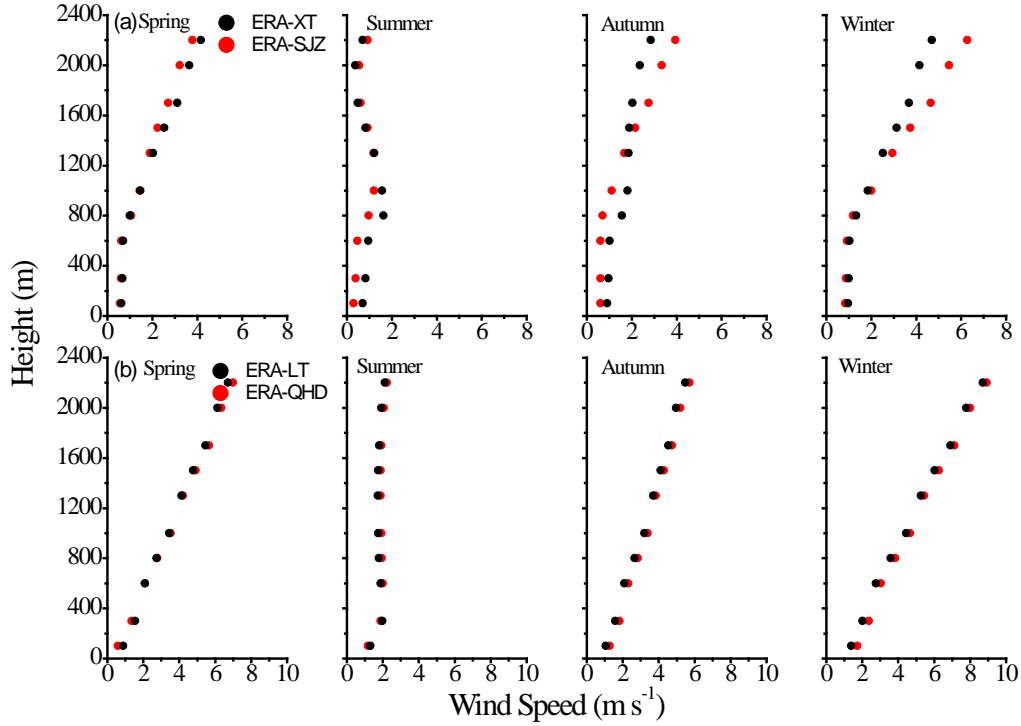 (a) Spring
ERA-XT
ERA-SJZ
Summer
Autumn
Winter
2400
2000
1600
1200
800
400
0
0 2 4 6 8
0 2 4 6 8
0 2 4 6 8
0 2 4 6 8
Height (m)
(b) Spring
ERA-LT
ERA-QHD
Summer
Autumn
Winter
2400
2000
1600
1200
800
400
0
2 4 6 8 10
0 2 4 6 8 10
0 2 4 6 8 10
0 2 4 6 8 10
Wind Speed (m s⁻¹)